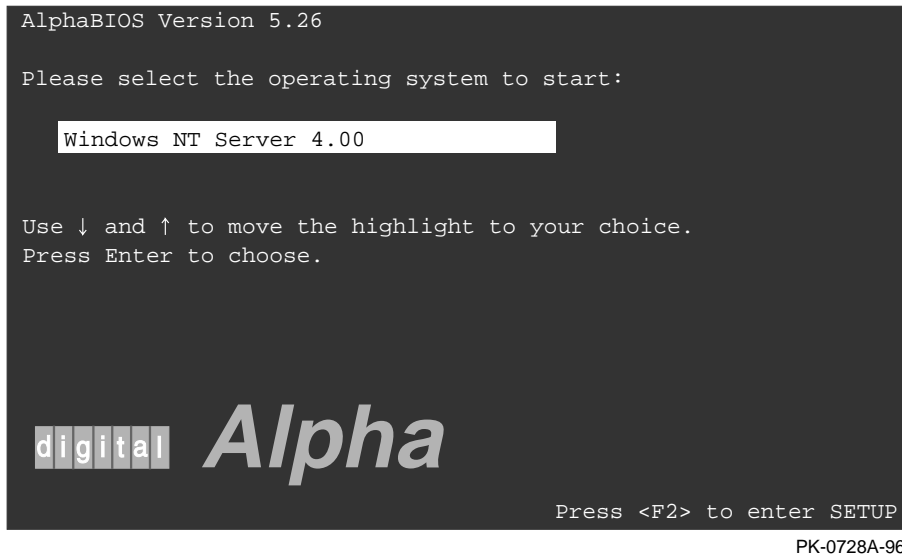 AlphaBIOS Version 5.26
Please select the operating system to start:
Windows NT Server 4.00
Use ↓ and ↑ to move the highlight to your choice.
Press Enter to choose.
digital Alpha
Press <F2> to enter SETUP
PK-0728A-96